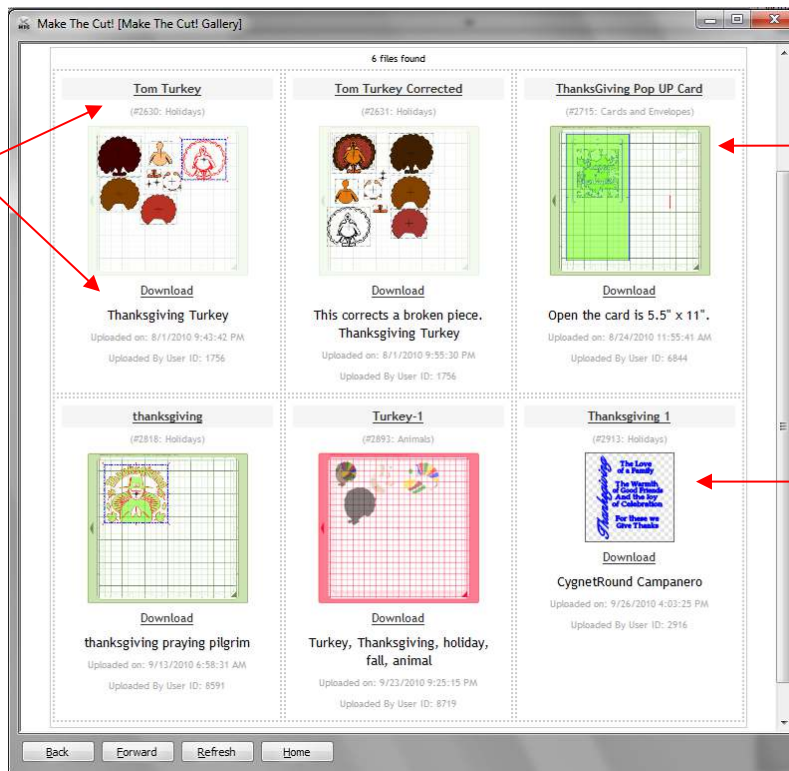 Make The Cut! [Make The Cut! Gallery]
6 files found
Tom Turkey
(#2630: Holidays)
Download
Thanksgiving Turkey
Uploaded on: 8/1/2010 9:43:42 PM
Uploaded By User ID: 1756
Tom Turkey Corrected
(#2631: Holidays)
Download
This corrects a broken piece.
Thanksgiving Turkey
Uploaded on: 8/1/2010 9:55:30 PM
Uploaded By User ID: 1756
ThanksGiving Pop UP Card
(#2715: Cards and Envelopes)
Download
Open the card is 5.5" x 11".
Uploaded on: 8/24/2010 11:55:41 AM
Uploaded By User ID: 6844
thanksgiving
(#2818: Holidays)
Download
thanksgiving praying pilgrim
Uploaded on: 9/13/2010 6:58:31 AM
Uploaded By User ID: 8591
Turkey-1
(#2893: Animals)
Download
Turkey, Thanksgiving, holiday,
fall, animal
Uploaded on: 9/23/2010 9:25:15 PM
Uploaded By User ID: 8719
Thanksgiving 1
(#2913: Holidays)
Thanksgiving
The Love
of a Family
The Warmth
of Good Friends
And the Joy
of Celebration
For these we
Give Thanks
Download
CygnetRound Campanero
Uploaded on: 9/26/2010 4:03:25 PM
Uploaded By User ID: 2916
Back
Forward
Refresh
Home